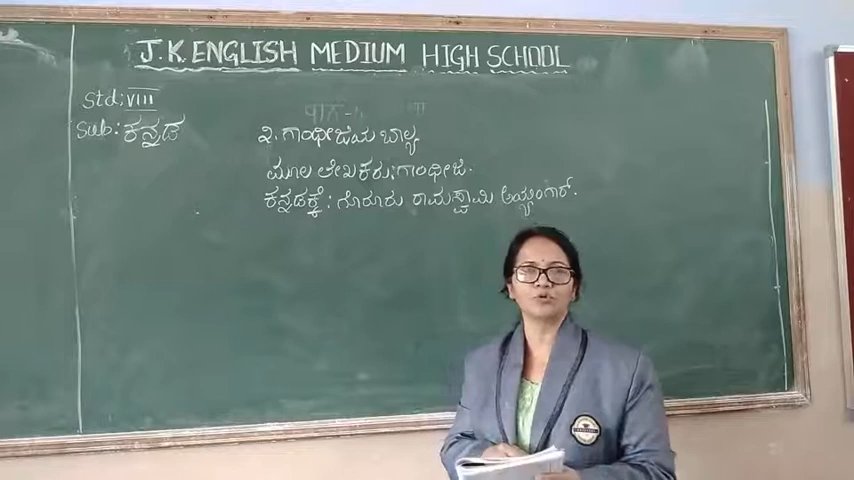 J.K ENGLISH MEDIUM HIGH SCHOOL
Std: VIII
Sub: ಕನ್ನಡ
೨. ಗಾಂಧೀಜಿಯ ಬಾಲ್ಯ
ಮೂಲ ಲೇಖಕರು: ಗಾಂಧೀಜಿ.
ಕನ್ನಡಕ್ಕೆ: ಗೊರೂರು ರಾಮಸ್ವಾಮಿ ಅಯ್ಯಂಗಾರ್.